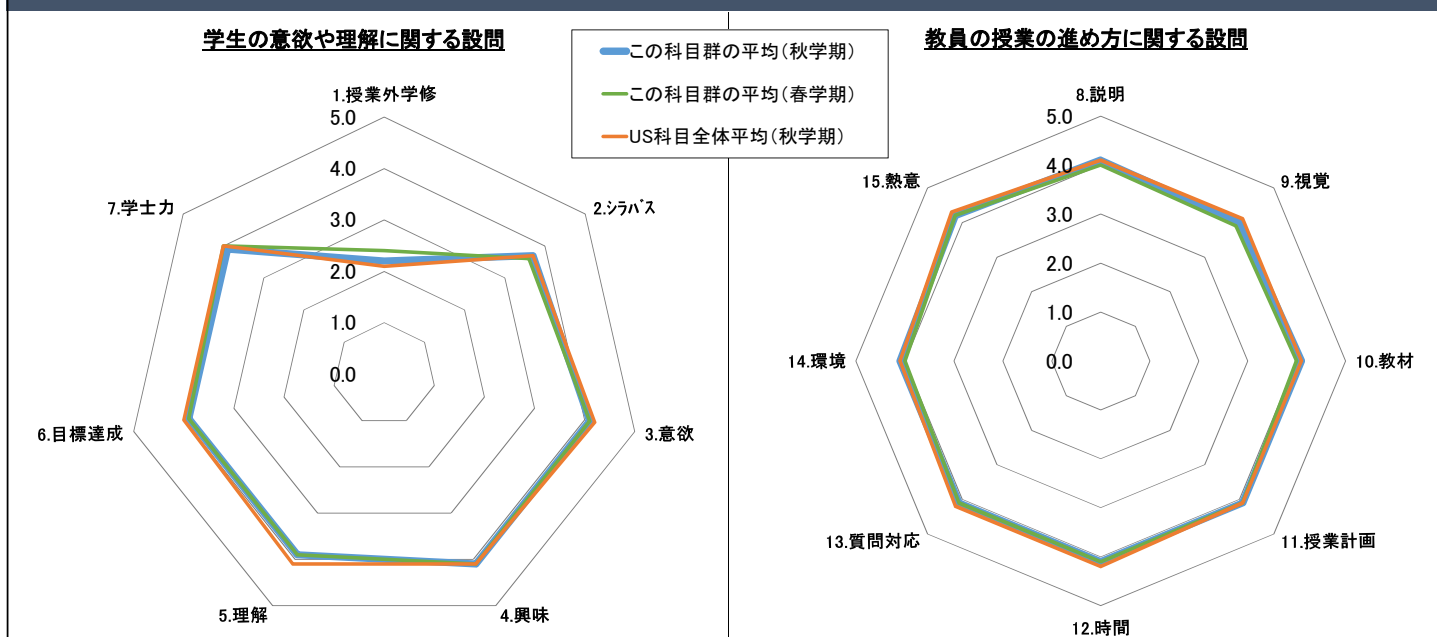 学生の意欲や理解に関する設問
この科目群の平均(秋学期)
この科目群の平均(春学期)
US科目全体平均(秋学期)
教員の授業の進め方に関する設問
1.授業外学修
5.0
4.0
3.0
2.0
1.0
0.0
2.シラバス
3.意欲
4.興味
5.理解
6.目標達成
7.学士力
8.説明
5.0
4.0
3.0
2.0
1.0
0.0
9.視覚
10.教材
11.授業計画
12.時間
13.質問対応
14.環境
15.熱意